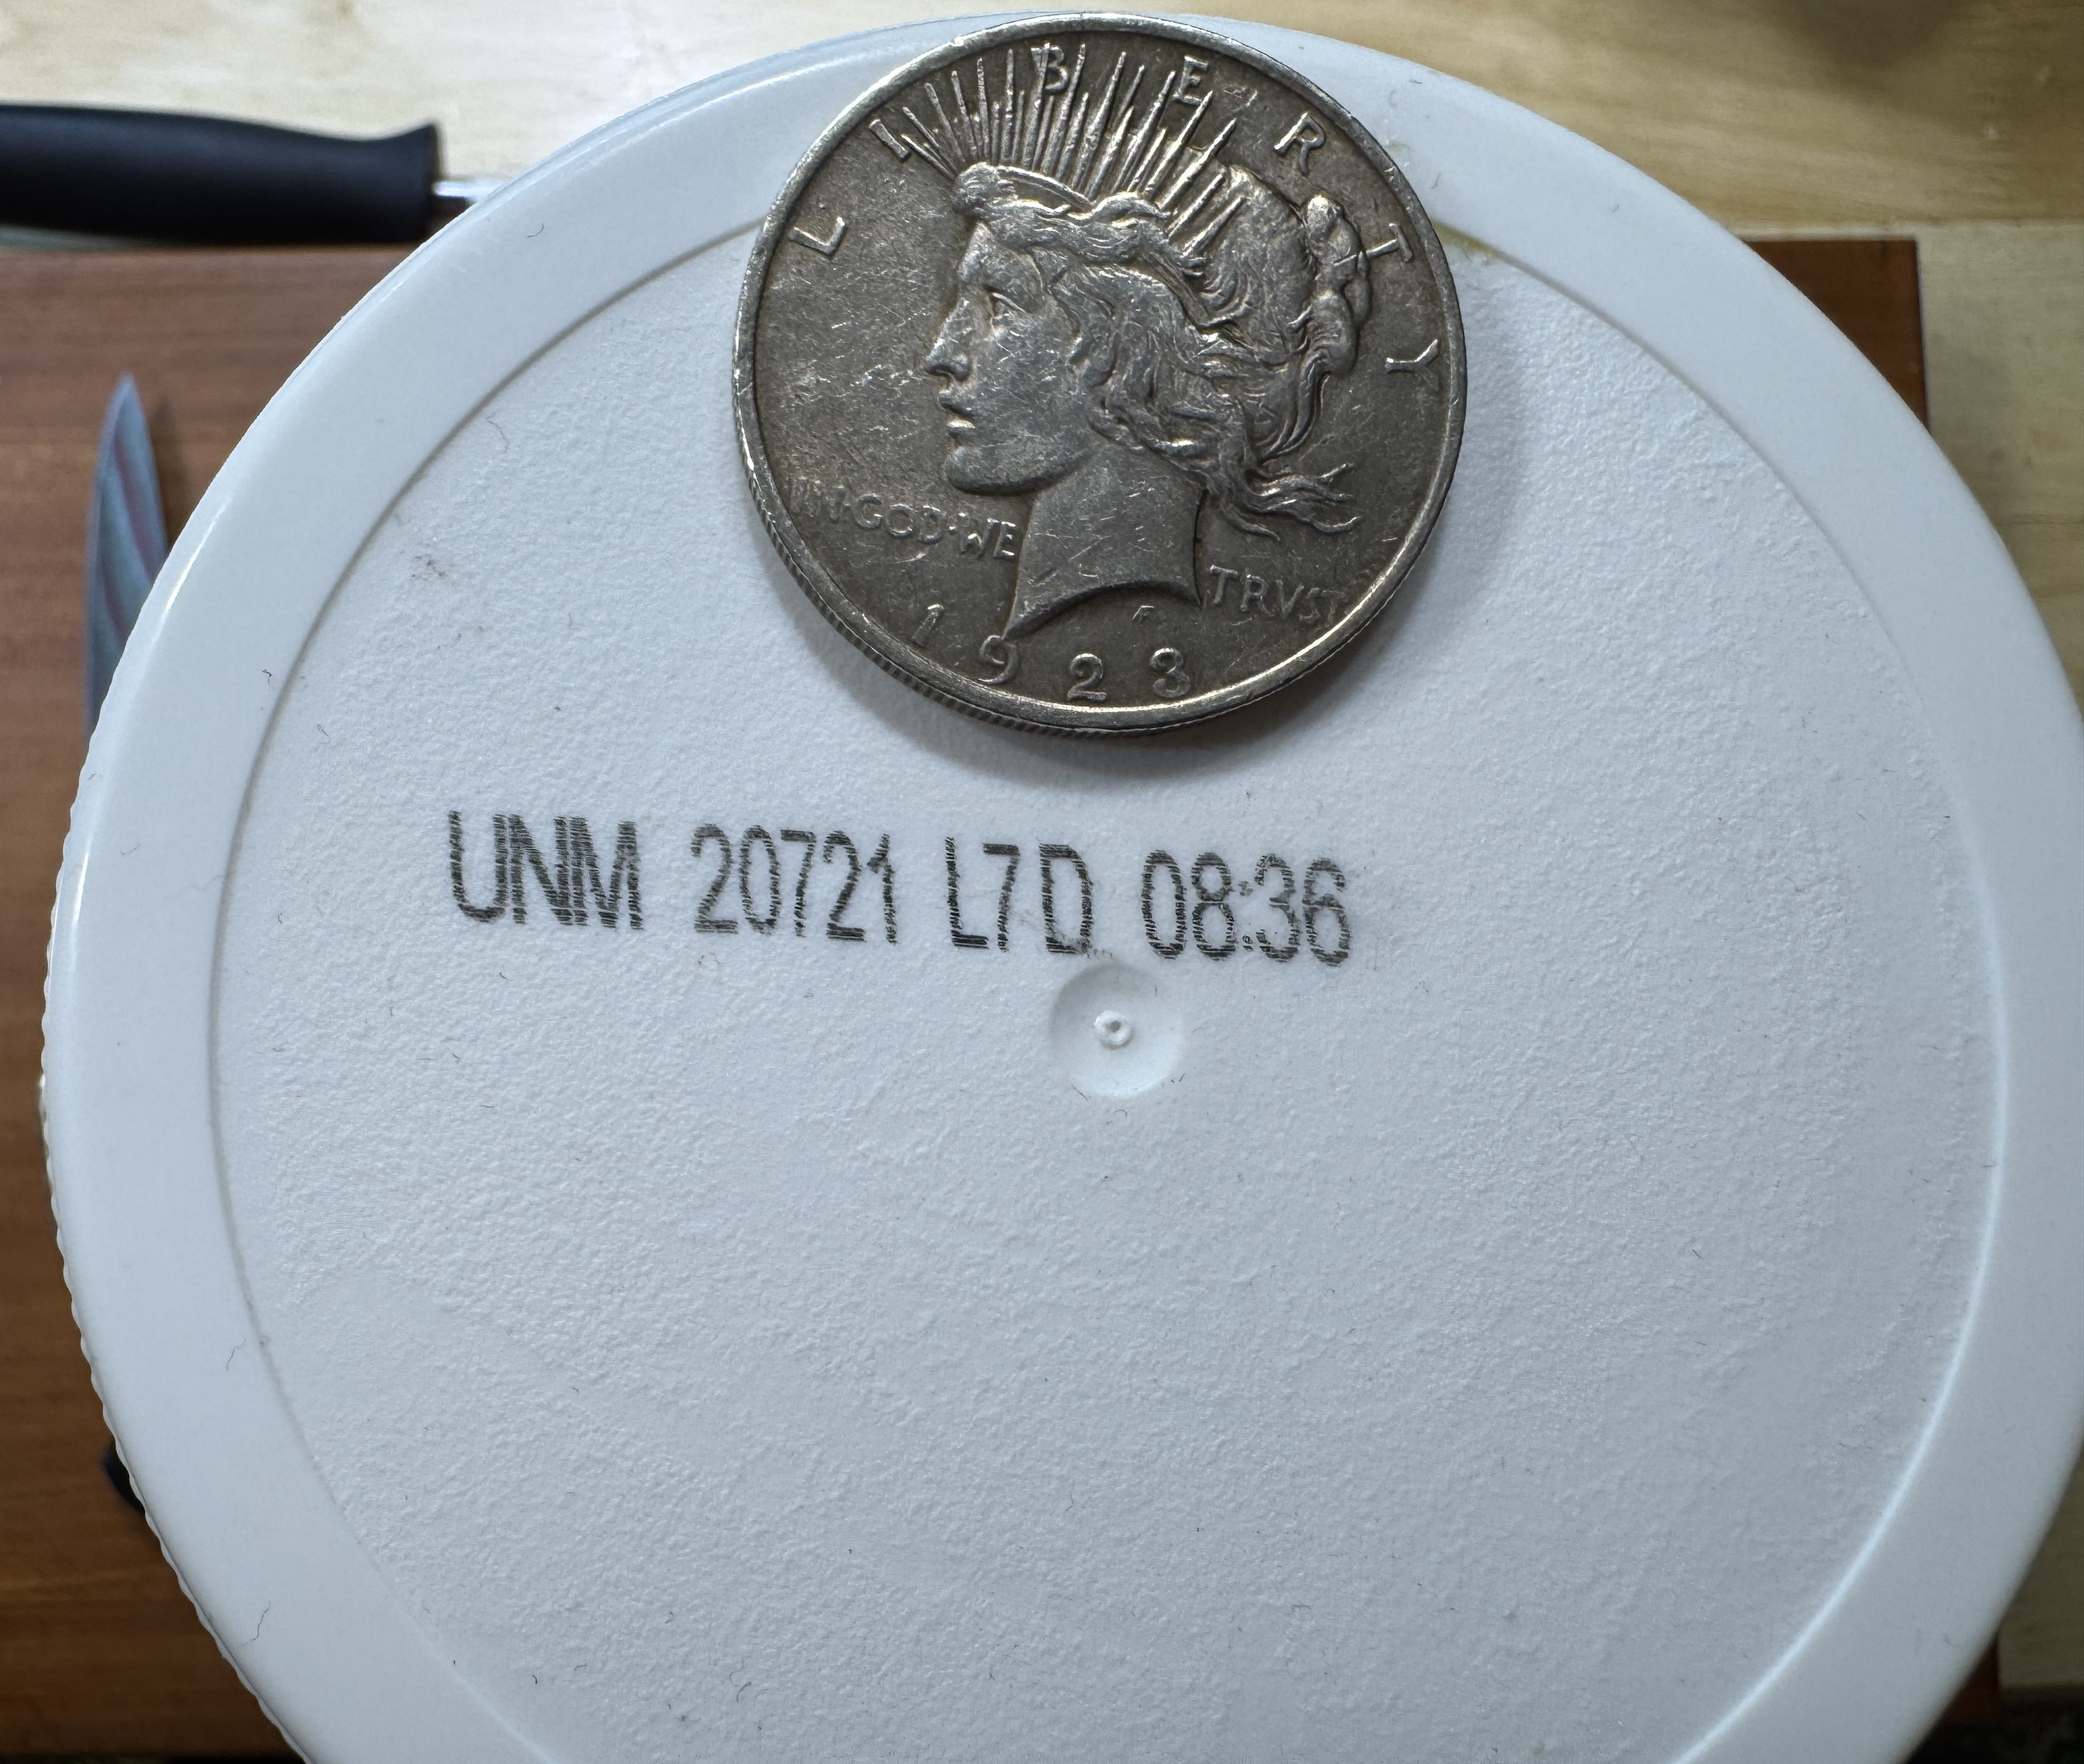 LIBERTY
IN·GOD·WE TRVST
1923
UNM 20721 L7D 08:36